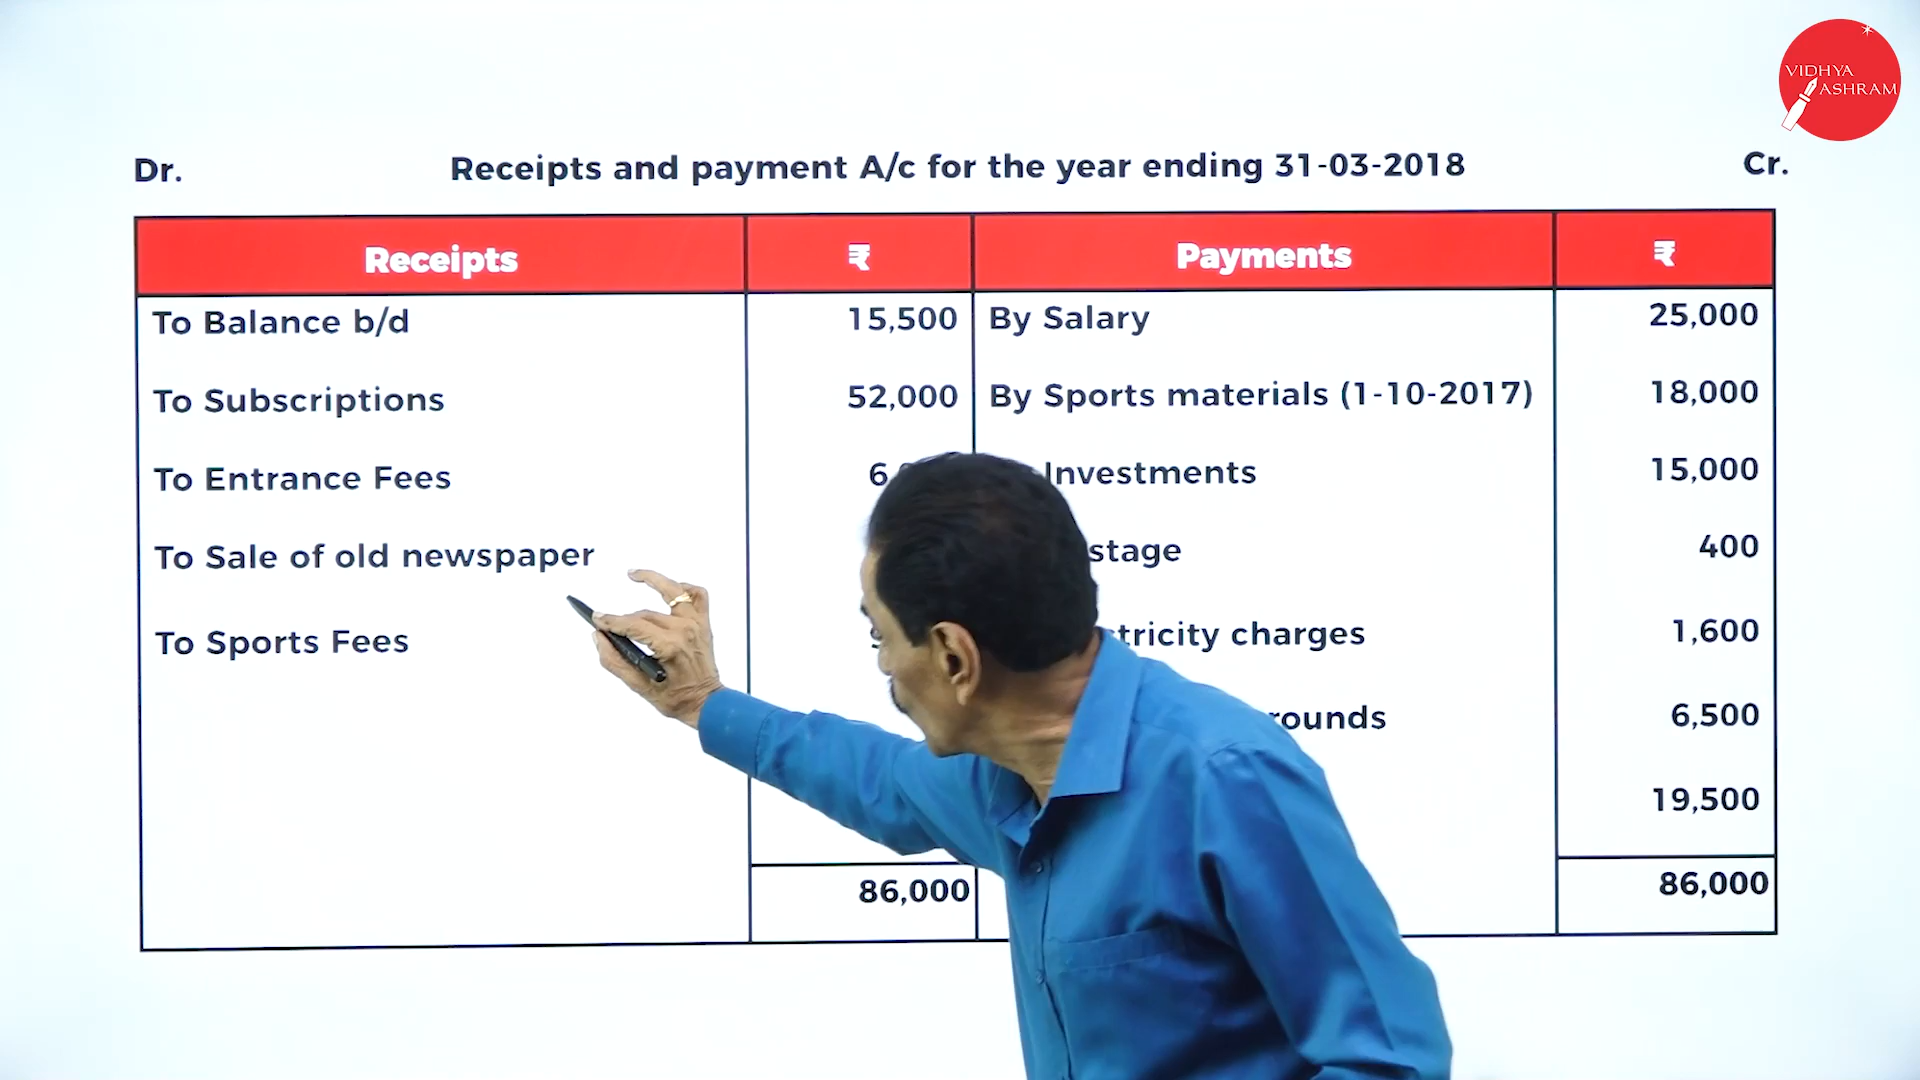 VIDHYA
ASHRAM
Dr. Receipts and payment A/c for the year ending 31-03-2018 Cr.
Receipts ₹ Payments ₹
To Balance b/d 15,500 By Salary 25,000
To Subscriptions 52,000 By Sports materials (1-10-2017) 18,000
To Entrance Fees Investments 15,000
To Sale of old newspaper 400
To Sports Fees charges 1,600
6,500
19,500
86,000 86,000